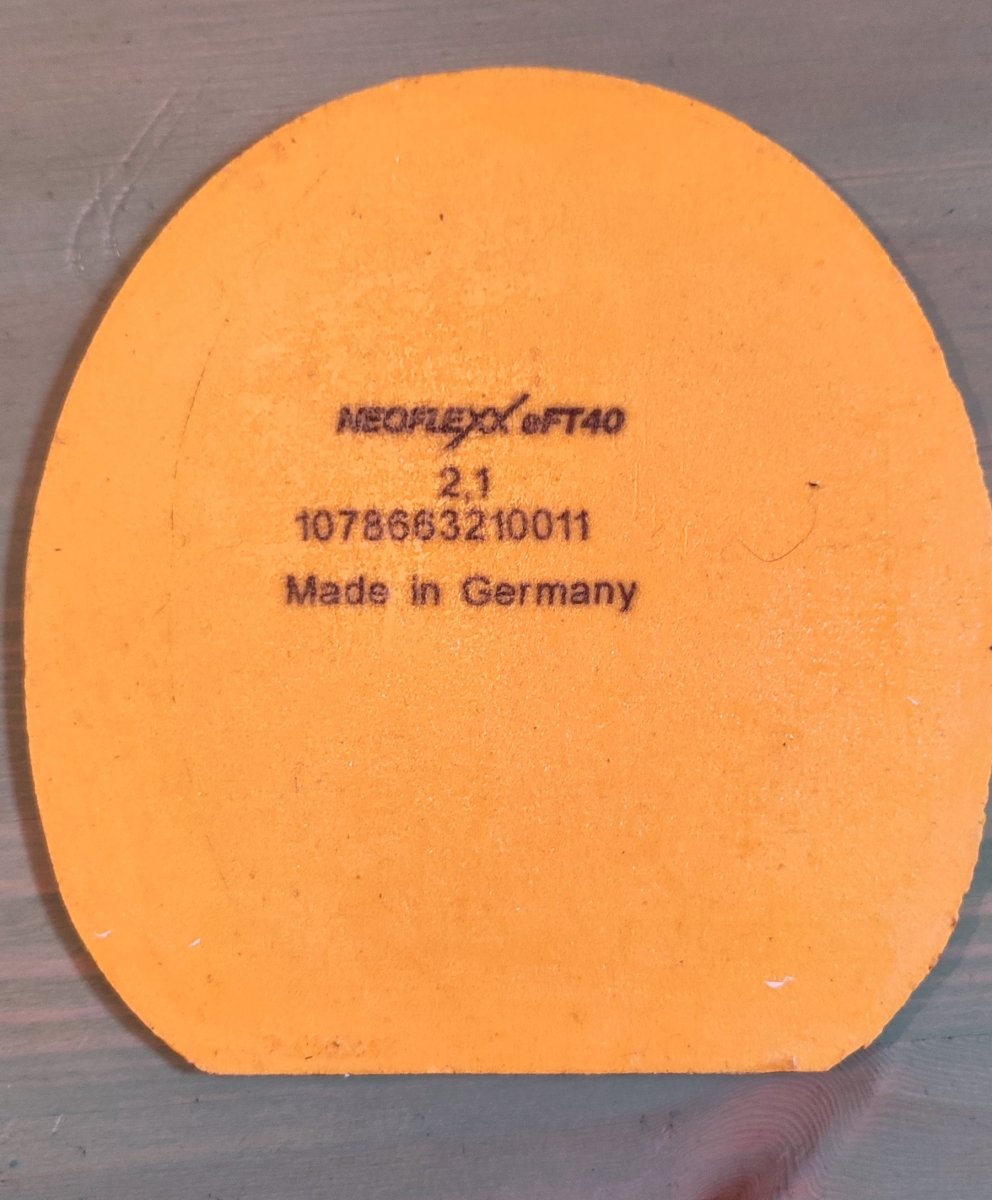 NEOFLEXX eFT40
2,1
1078663210011
Made in Germany